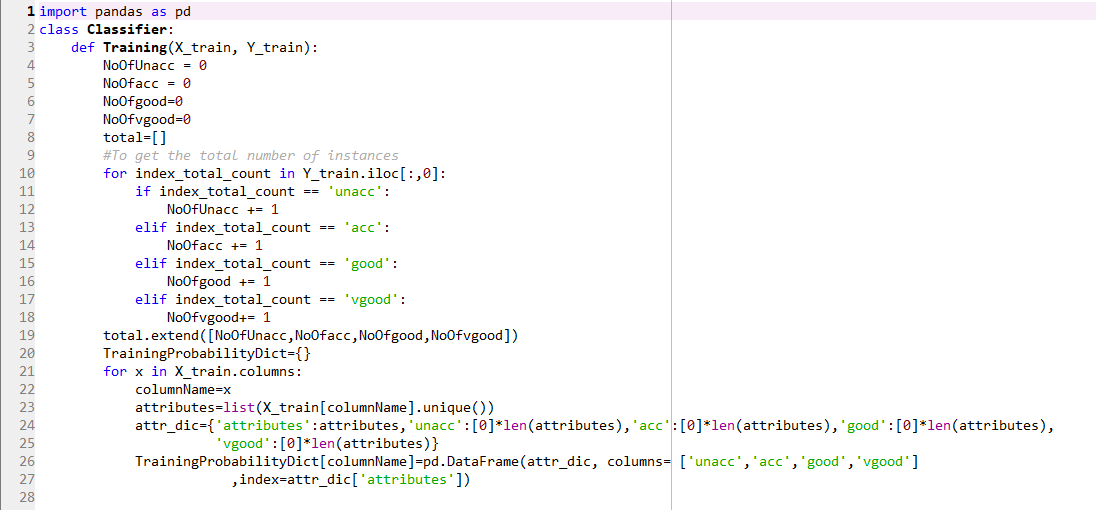 1 import pandas as pd
2 class Classifier:
3     def Training(X_train, Y_train):
4         NoOfUnacc = 0
5         NoOfacc = 0
6         NoOfgood=0
7         NoOfvgood=0
8         total=[]
9         #To get the total number of instances
10         for index_total_count in Y_train.iloc[:,0]:
11             if index_total_count == 'unacc':
12                 NoOfUnacc += 1
13             elif index_total_count == 'acc':
14                 NoOfacc += 1
15             elif index_total_count == 'good':
16                 NoOfgood += 1
17             elif index_total_count == 'vgood':
18                 NoOfvgood+= 1
19         total.extend([NoOfUnacc,NoOfacc,NoOfgood,NoOfvgood])
20         TrainingProbabilityDict={}
21         for x in X_train.columns:
22             columnName=x
23             attributes=list(X_train[columnName].unique())
24             attr_dic={'attributes':attributes,'unacc':[0]*len(attributes),'acc':[0]*len(attributes),'good':[0]*len(attributes),
25                       'vgood':[0]*len(attributes)}
26             TrainingProbabilityDict[columnName]=pd.DataFrame(attr_dic, columns= ['unacc','acc','good','vgood']
27                         ,index=attr_dic['attributes'])
28